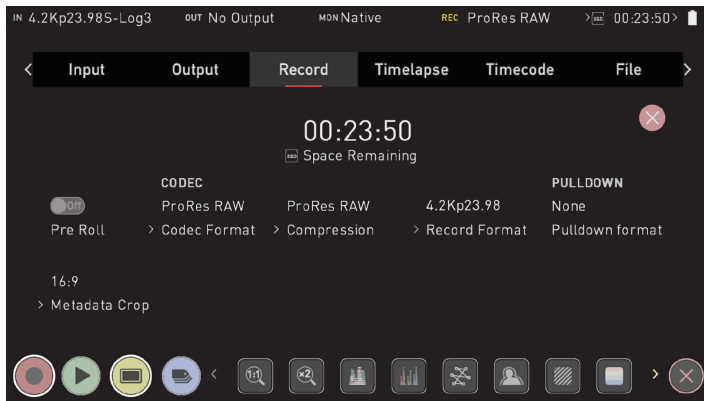 IN 4.2Kp23.98S-Log3 OUT No Output MON Native REC ProRes RAW >SSD 00:23:50>
< Input Output Record Timelapse Timecode File >
00:23:50
SSD Space Remaining
CODEC PULLDOWN
Off ProRes RAW ProRes RAW 4.2Kp23.98 None
Pre Roll > Codec Format > Compression > Record Format Pulldown format
16:9
> Metadata Crop
< 1:1 ×2 >